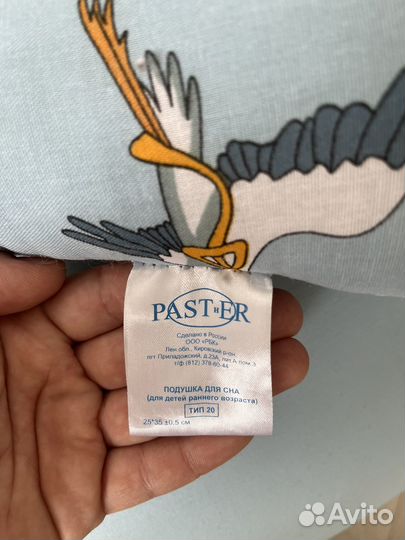 PASTиER
Сделано в России
ООО «РБК»
Лен обл., Кировский р-он
пгт Приладожский, д.23А, лит А пом. 3
т/ф (812) 378-60-44
ПОДУШКА ДЛЯ СНА
(для детей раннего возраста)
ТИП 20
25*35 ±0,5 см
Avito